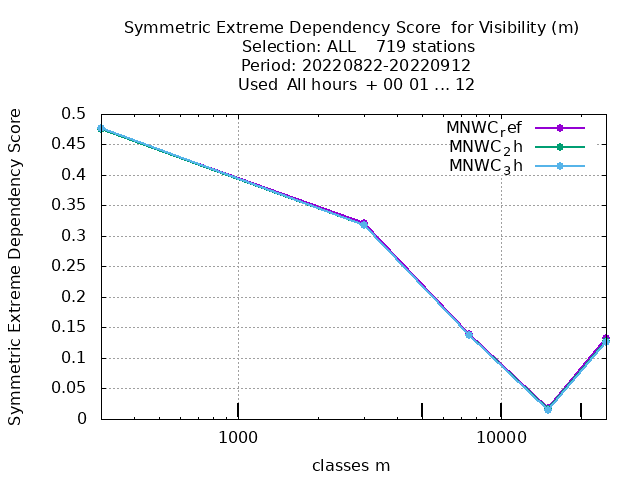 Symmetric Extreme Dependency Score  for Visibility (m)
Selection: ALL    719 stations
Period: 20220822-20220912
Used  All hours  + 00 01 ... 12
Symmetric Extreme Dependency Score
0.5
0.45
0.4
0.35
0.3
0.25
0.2
0.15
0.1
0.05
0
MNWC_ref
MNWC_2h
MNWC_3h
1000 10000
classes m